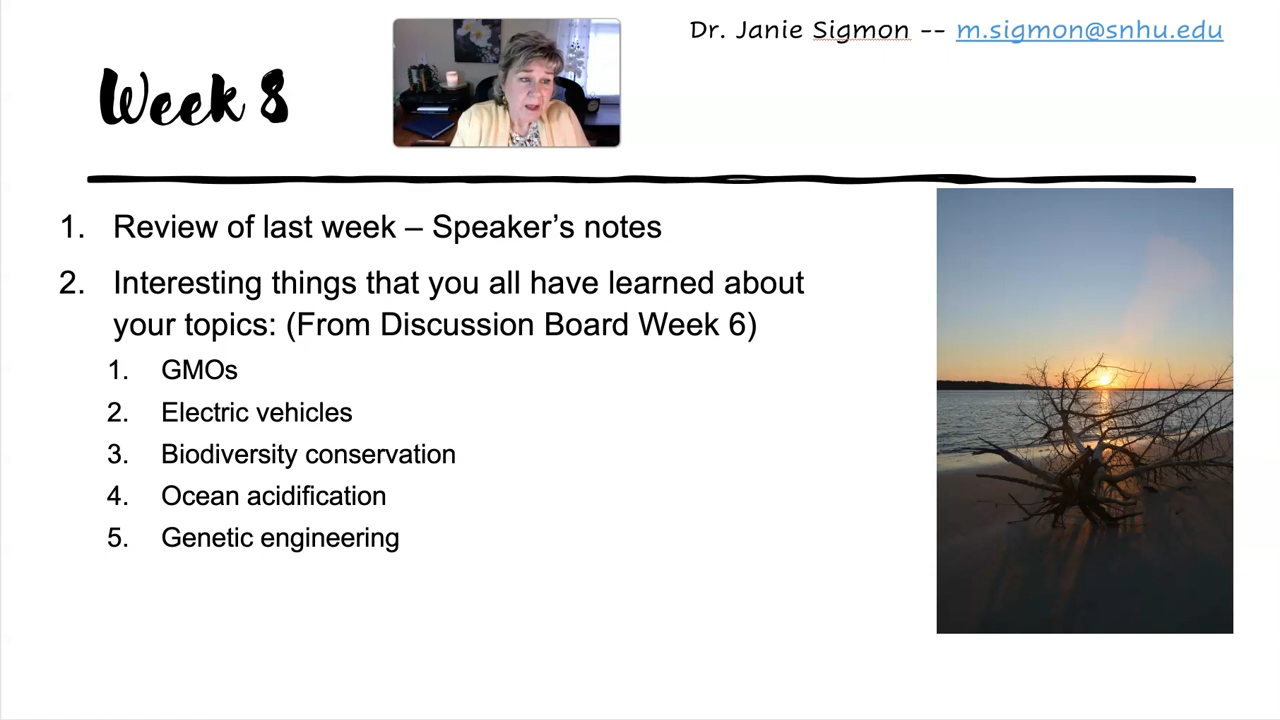 Dr. Janie Sigmon -- m.sigmon@snhu.edu
Week 8
1. Review of last week – Speaker’s notes
2. Interesting things that you all have learned about
your topics: (From Discussion Board Week 6)
1. GMOs
2. Electric vehicles
3. Biodiversity conservation
4. Ocean acidification
5. Genetic engineering